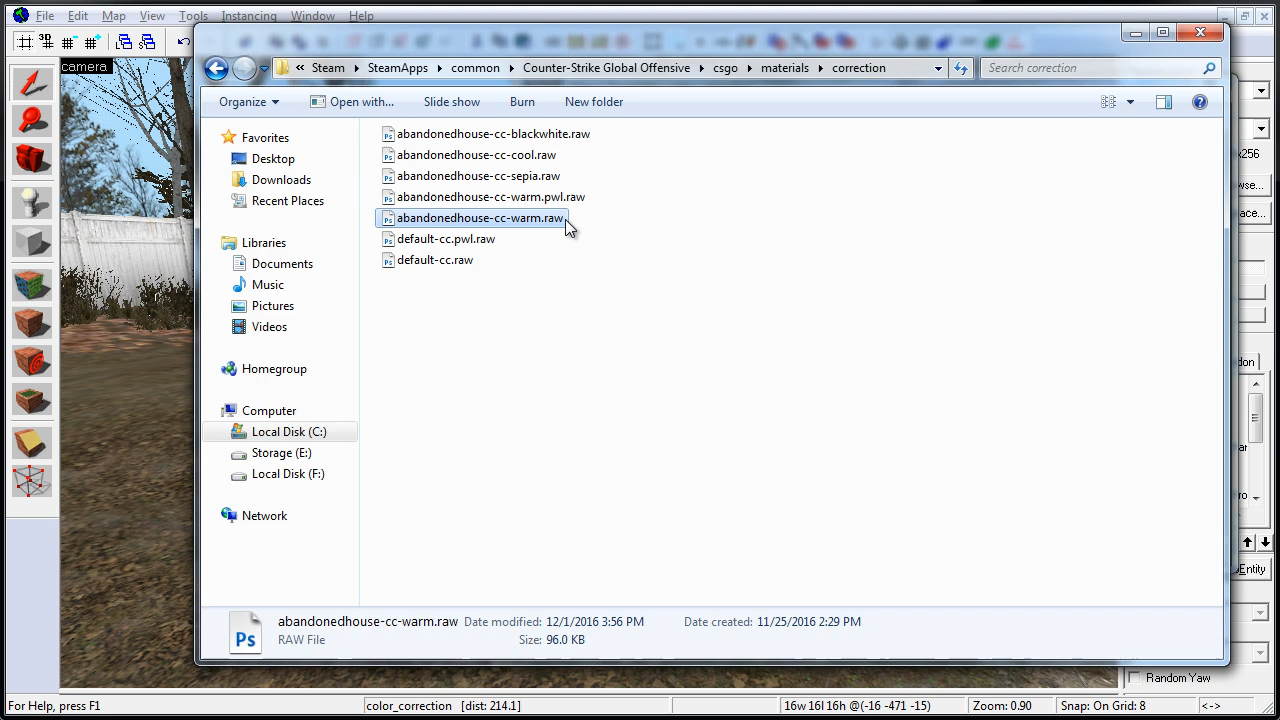 File Edit Map View Tools Instancing Window Help
camera
Steam SteamApps common Counter-Strike Global Offensive csgo materials correction
Search correction
Organize Open with... Slide show Burn New folder
Favorites
Desktop
Downloads
Recent Places
Libraries
Documents
Music
Pictures
Videos
Homegroup
Computer
Local Disk (C:)
Storage (E:)
Local Disk (F:)
Network
abandonedhouse-cc-blackwhite.raw
abandonedhouse-cc-cool.raw
abandonedhouse-cc-sepia.raw
abandonedhouse-cc-warm.pwl.raw
abandonedhouse-cc-warm.raw
default-cc.pwl.raw
default-cc.raw
Ps
abandonedhouse-cc-warm.raw Date modified: 12/1/2016 3:56 PM Date created: 11/25/2016 2:29 PM
RAW File Size: 96.0 KB
x256
Entity
Random Yaw
For Help, press F1 color_correction [dist: 214.1] 16w 16l 16h @(-16 -471 -15) Zoom: 0.90 Snap: On Grid: 8 <->